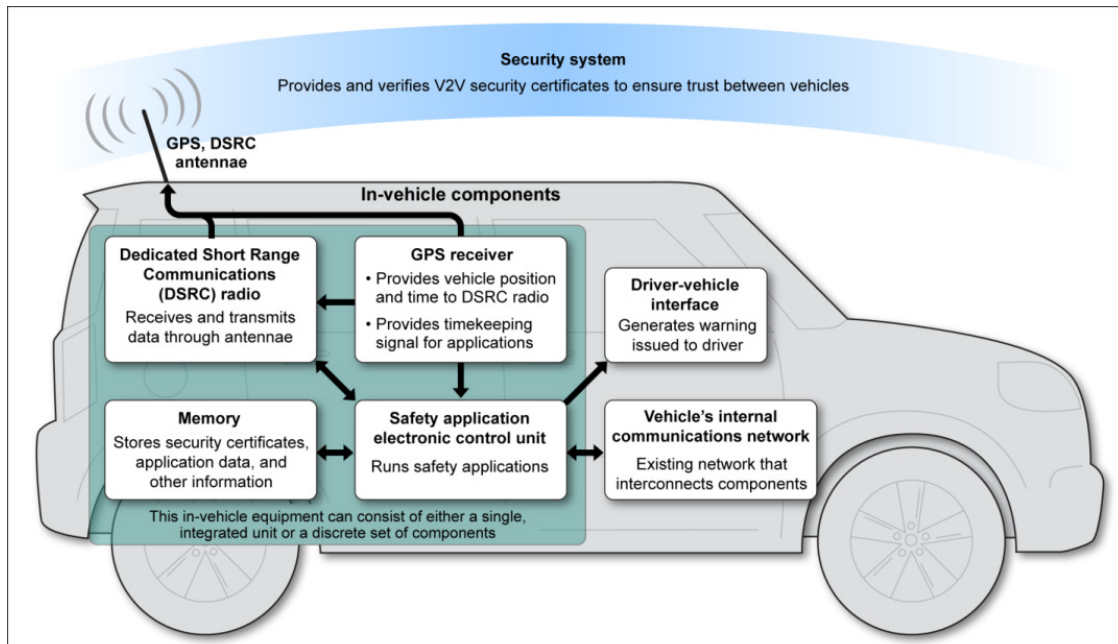 Security system
Provides and verifies V2V security certificates to ensure trust between vehicles
GPS, DSRC
antennae
In-vehicle components
Dedicated Short Range
Communications
(DSRC) radio
Receives and transmits
data through antennae
GPS receiver
• Provides vehicle position
and time to DSRC radio
• Provides timekeeping
signal for applications
Driver-vehicle
interface
Generates warning
issued to driver
Memory
Stores security certificates,
application data, and
other information
Safety application
electronic control unit
Runs safety applications
Vehicle's internal
communications network
Existing network that
interconnects components
This in-vehicle equipment can consist of either a single,
integrated unit or a discrete set of components